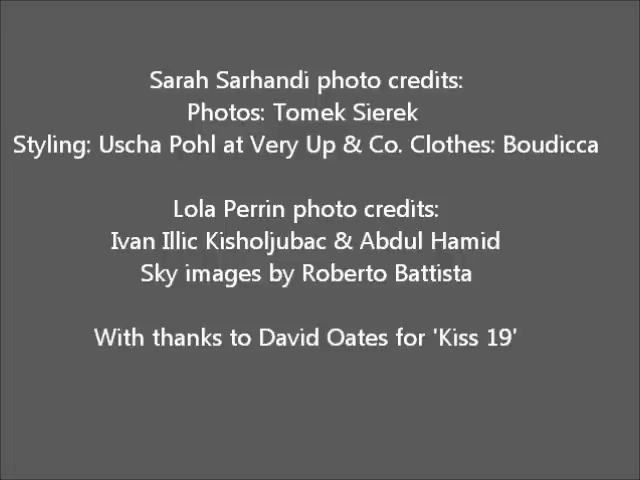 Sarah Sarhandi photo credits:
Photos: Tomek Sierek
Styling: Uscha Pohl at Very Up & Co. Clothes: Boudicca
Lola Perrin photo credits:
Ivan Illic Kisholjubac & Abdul Hamid
Sky images by Roberto Battista
With thanks to David Oates for 'Kiss 19'